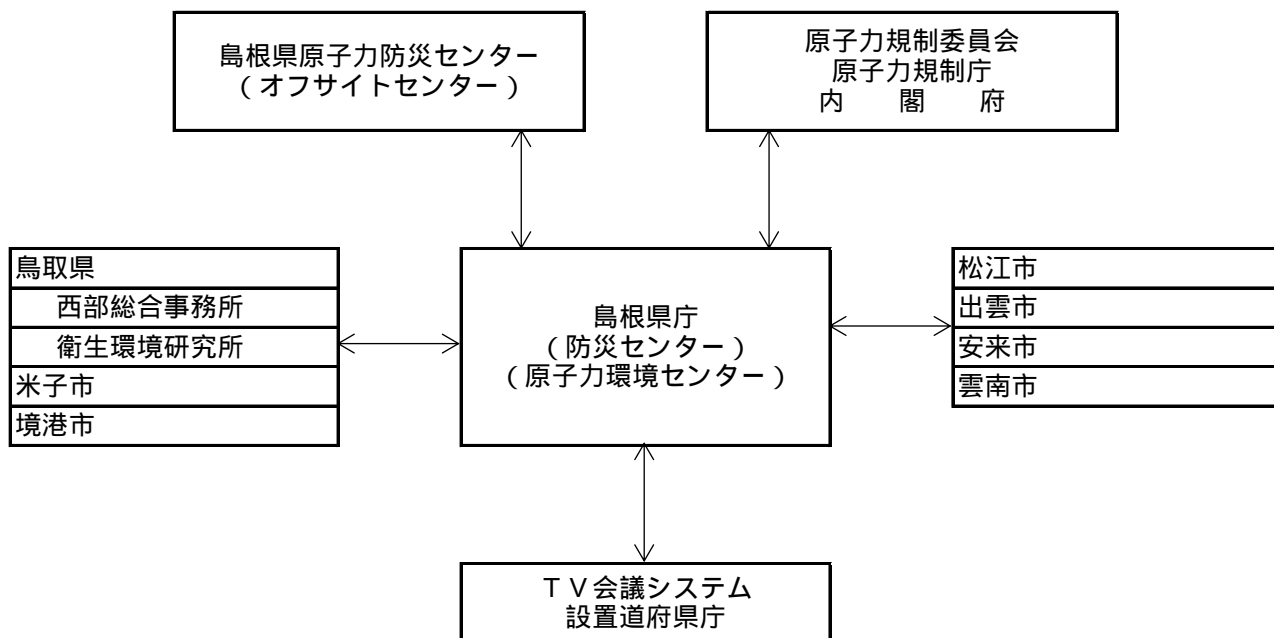 島根県原子力防災センター
（オフサイトセンター）
原子力規制委員会
原子力規制庁
内　　閣　　府
鳥取県
西部総合事務所
衛生環境研究所
米子市
境港市
島根県庁
（防災センター）
（原子力環境センター）
松江市
出雲市
安来市
雲南市
ＴＶ会議システム
設置道府県庁